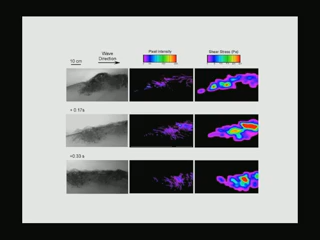 Wave
Direction
10 cm
Pixel Intensity
Shear Stress (Pa)
+ 0.17s
+0.33 s